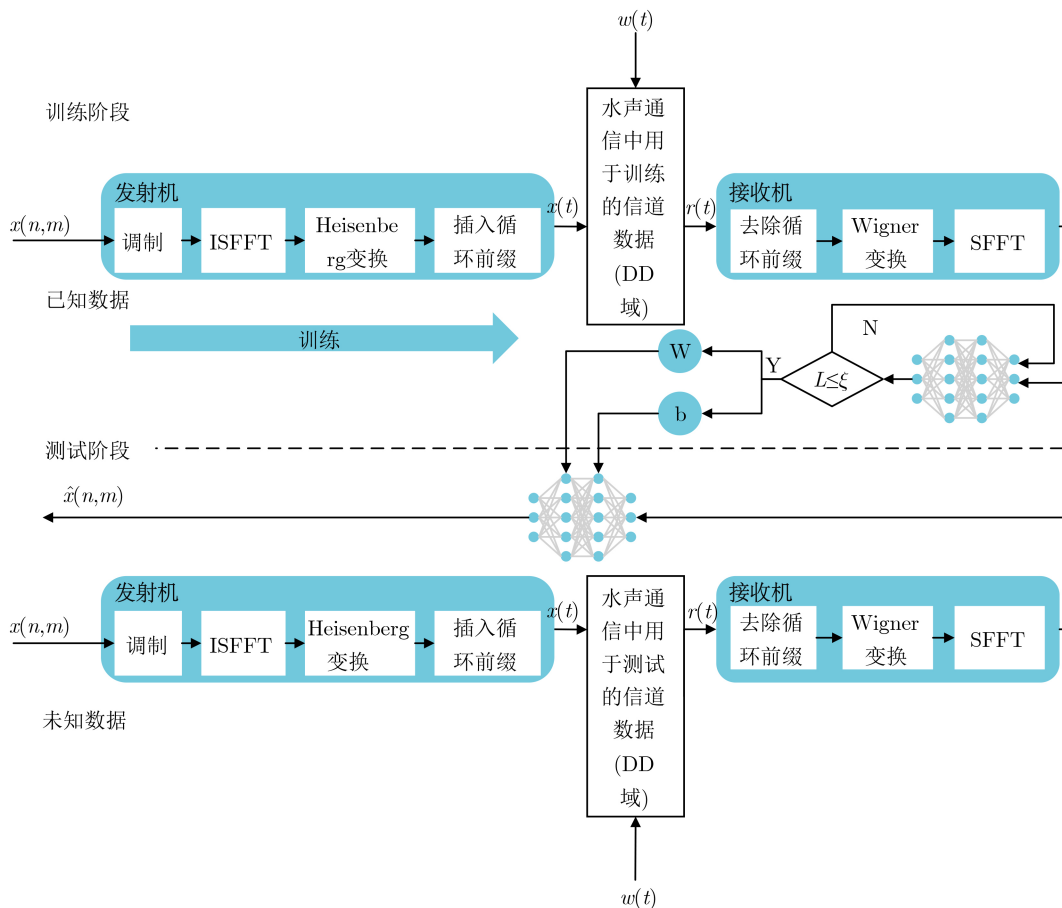 w(t)
训练阶段
水声通
信中用
于训练
的信道
数据
(DD
域)
发射机
x(n,m)
调制
ISFFT
Heisenbe
rg变换
插入循
环前缀
x(t)
r(t)
接收机
去除循
环前缀
Wigner
变换
SFFT
已知数据
训练
N
W
Y
L≤ξ
b
测试阶段
x̂(n,m)
发射机
x(n,m)
调制
ISFFT
Heisenberg
变换
插入循
环前缀
x(t)
水声通
信中用
于测试
的信道
数据
(DD
域)
r(t)
接收机
去除循
环前缀
Wigner
变换
SFFT
未知数据
w(t)